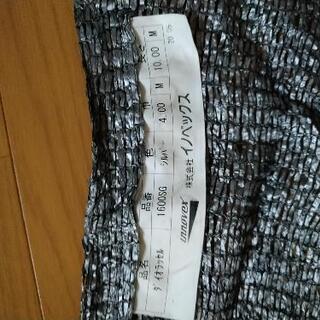 品名 ダイオラッセル
品番 1600SG
色 シルバー
巾 4.00 M
長さ 10.00 M
innovex 株式会社 イノベックス